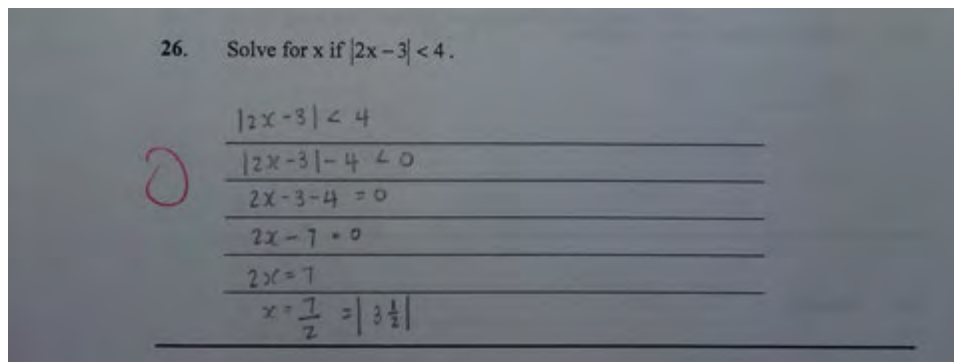 26. Solve for x if |2x – 3| < 4.
|2x - 3| < 4
|2x - 3| - 4 < 0
0
2x - 3 - 4 = 0
2x - 7 = 0
2x = 7
x = 7/2 = |3 1/2|